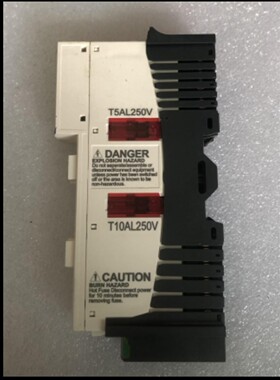 T5AL250V
DANGER
EXPLOSION HAZARD
Do not separate/assemble or
disconnect/connect equipment
unless power has been switched
off or the area is known to be
non-hazardous
T10AL250V
CAUTION
BURN HAZARD
Hot Fuse Disconnect power
for 10 minutes before
removing fuse.